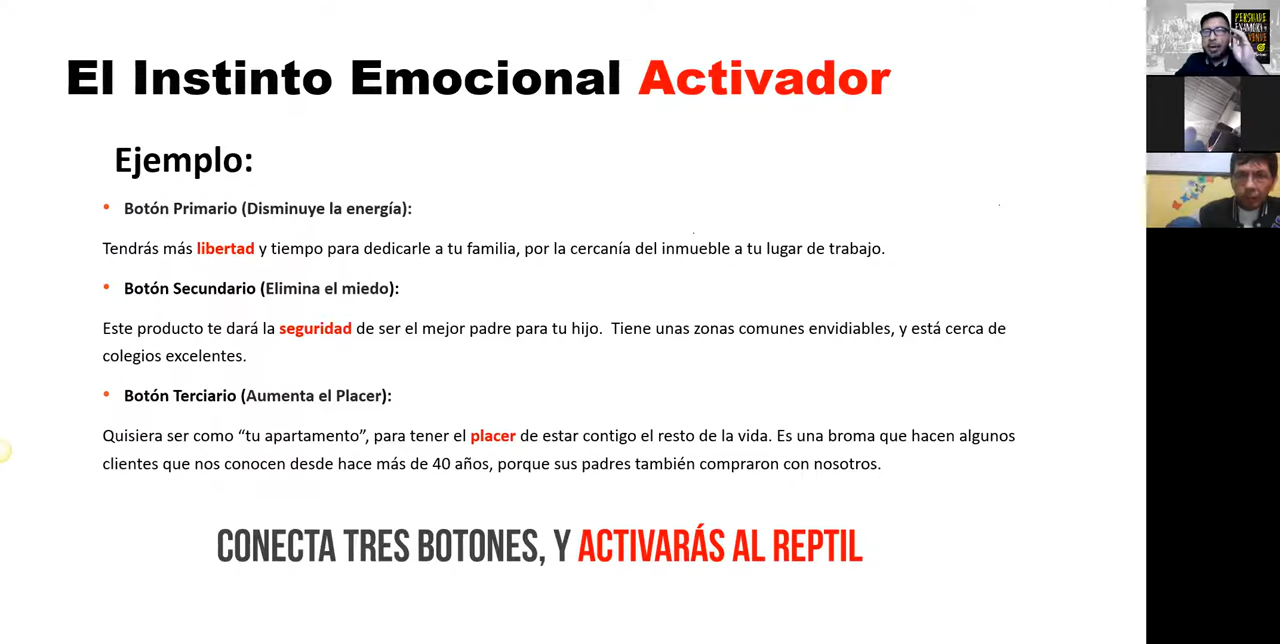 El Instinto Emocional Activador
Ejemplo:
• Botón Primario (Disminuye la energía):
Tendrás más libertad y tiempo para dedicarle a tu familia, por la cercanía del inmueble a tu lugar de trabajo.
• Botón Secundario (Elimina el miedo):
Este producto te dará la seguridad de ser el mejor padre para tu hijo. Tiene unas zonas comunes envidiables, y está cerca de
colegios excelentes.
• Botón Terciario (Aumenta el Placer):
Quisiera ser como “tu apartamento”, para tener el placer de estar contigo el resto de la vida. Es una broma que hacen algunos
clientes que nos conocen desde hace más de 40 años, porque sus padres también compraron con nosotros.
CONECTA TRES BOTONES, Y ACTIVARÁS AL REPTIL
PERSUADE
ENAMORA Y
VENDE